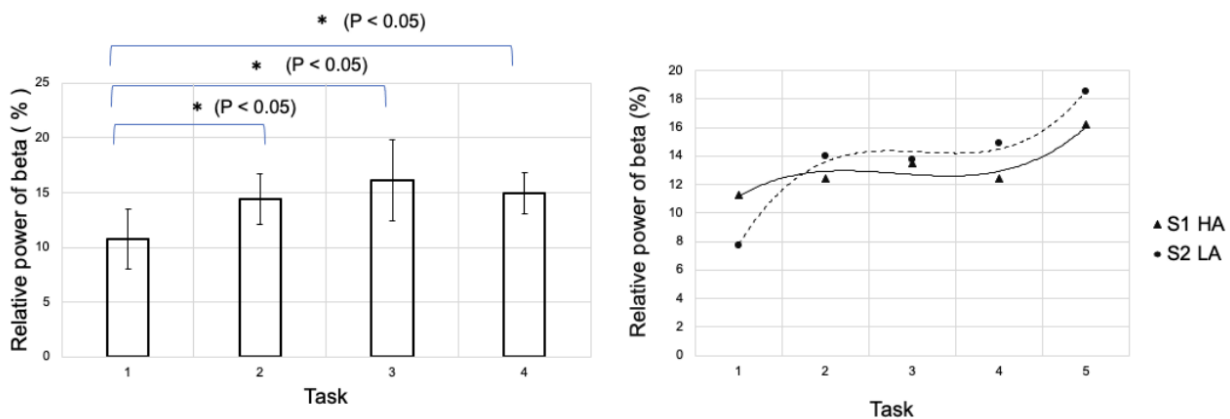 * (P < 0.05)
* (P < 0.05)
* (P < 0.05)
Relative power of beta ( % )
25
20
15
10
5
0
1 2 3 4
Task
Relative power of beta (%)
20
18
16
14
12
10
8
6
4
2
0
1 2 3 4 5
Task
▲ S1 HA
● S2 LA